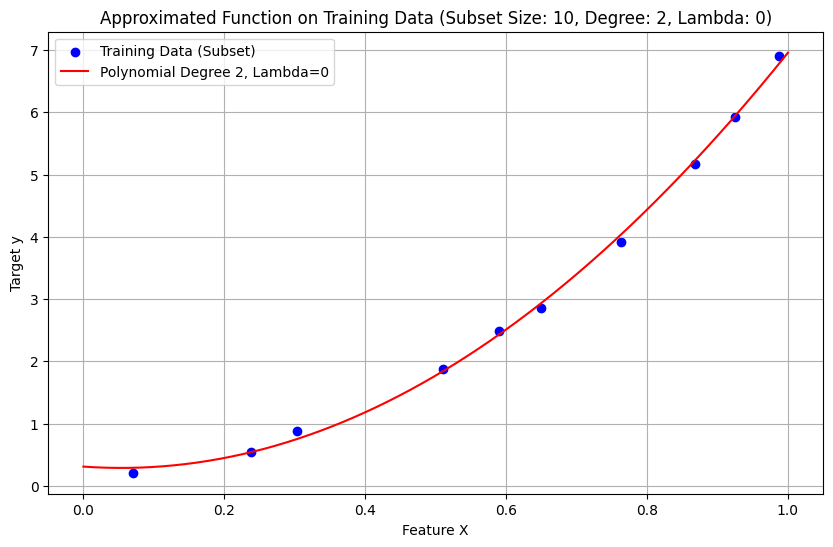 Approximated Function on Training Data (Subset Size: 10, Degree: 2, Lambda: 0)
Training Data (Subset)
Polynomial Degree 2, Lambda=0
Target y
7
6
5
4
3
2
1
0
0.0 0.2 0.4 0.6 0.8 1.0
Feature X